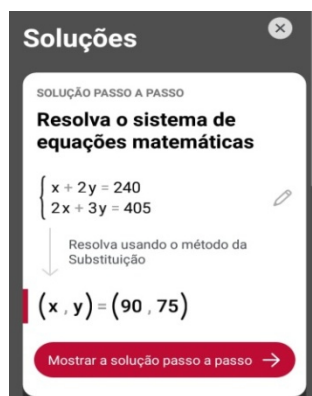 Soluções
SOLUÇÃO PASSO A PASSO
Resolva o sistema de
equações matemáticas
x + 2y = 240
2x + 3y = 405
Resolva usando o método da
Substituição
(x , y) = (90 , 75)
Mostrar a solução passo a passo →